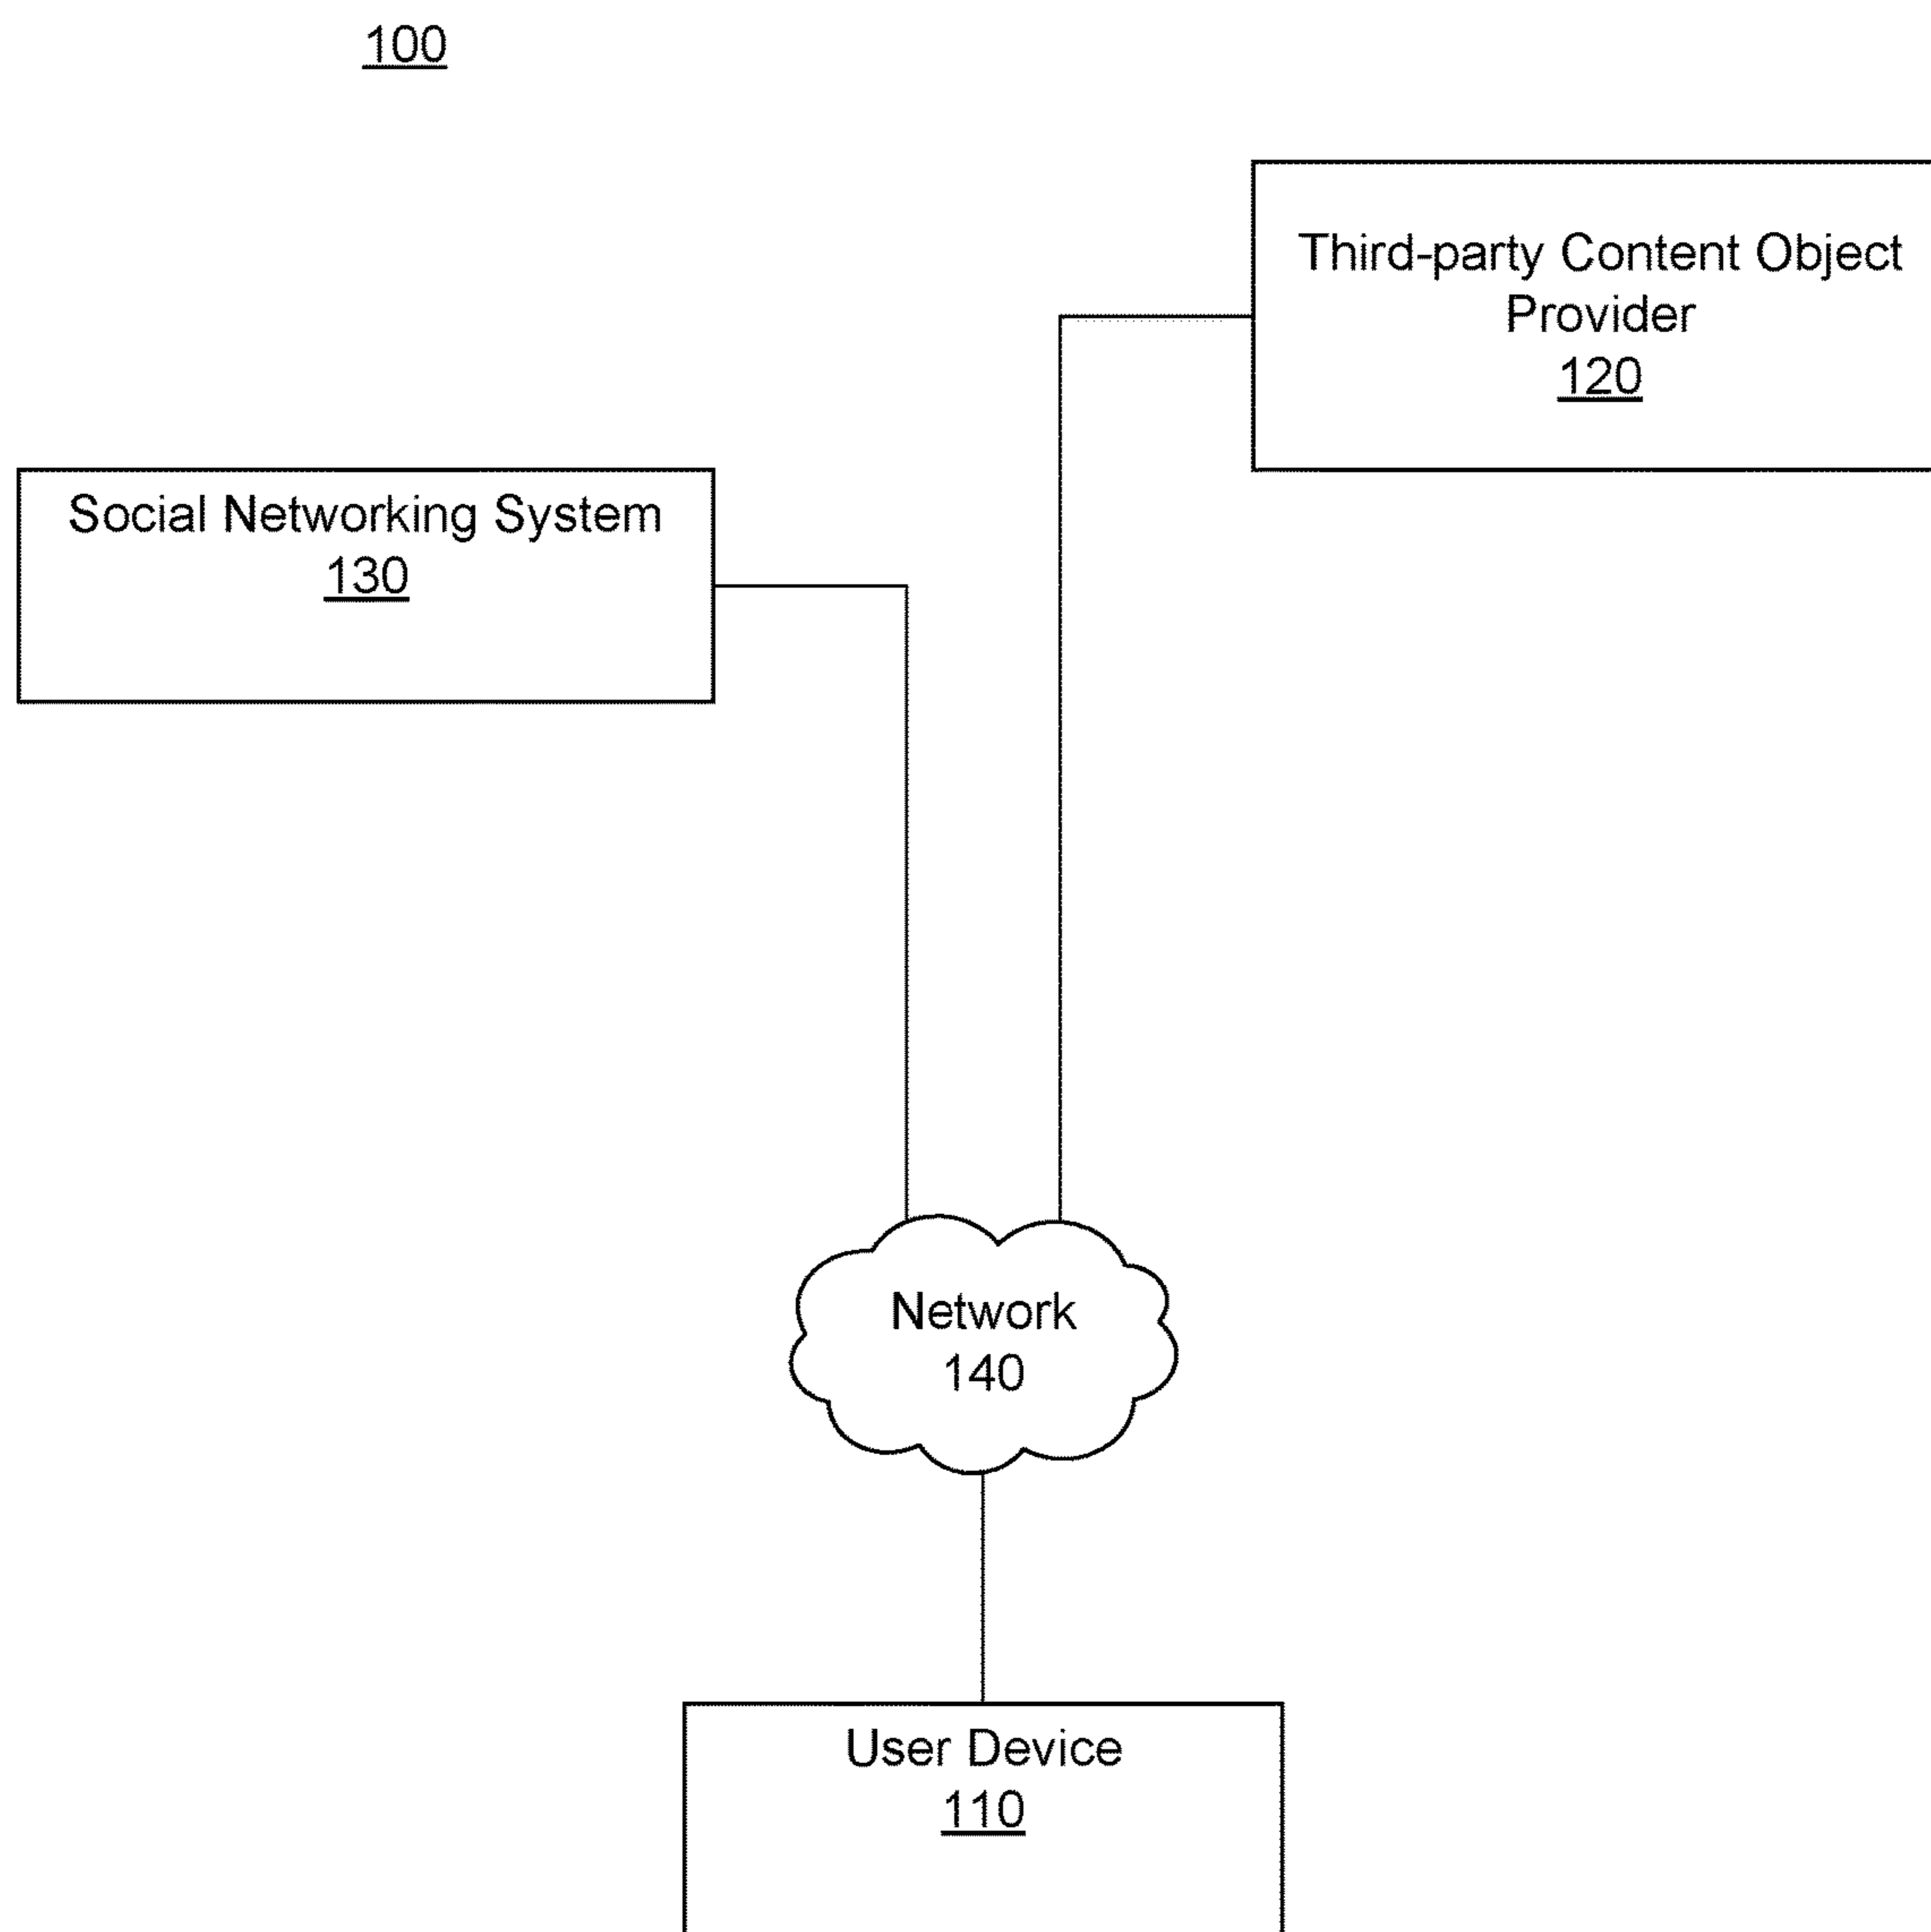 100
Third-party Content Object
Provider
120
Social Networking System
130
Network
140
User Device
110